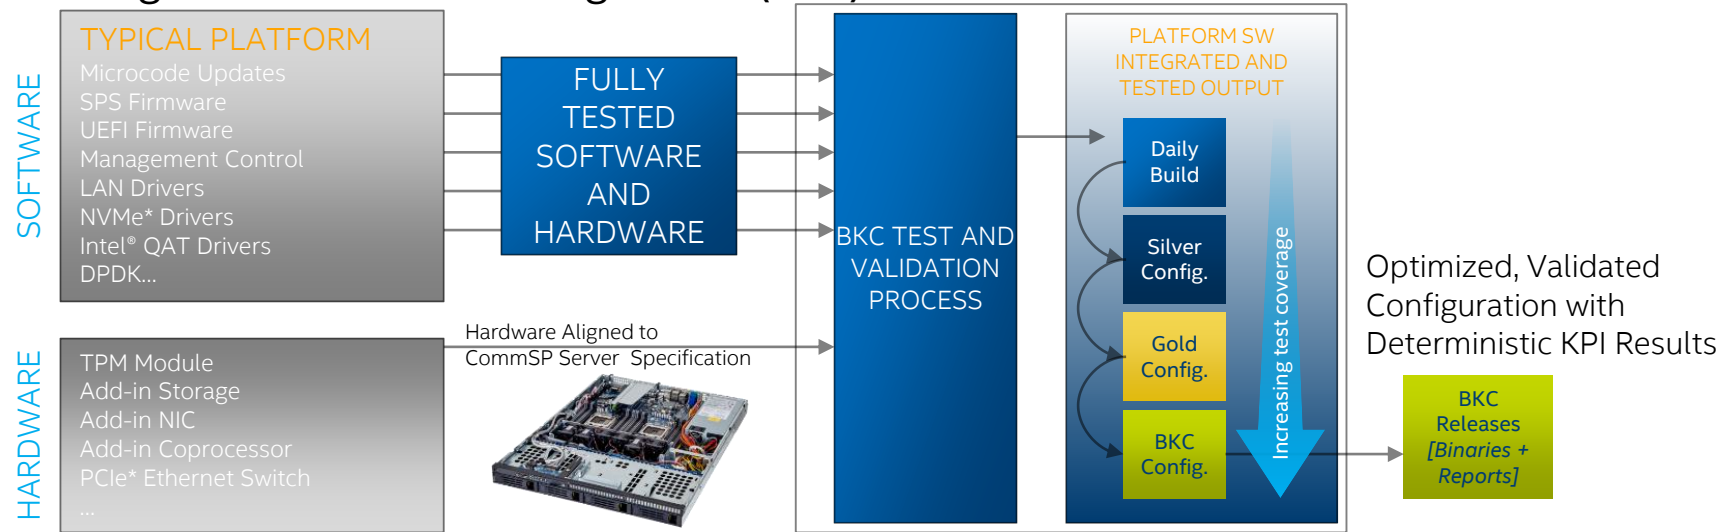 SOFTWARE
TYPICAL PLATFORM
Microcode Updates
SPS Firmware
UEFI Firmware
Management Control
LAN Drivers
NVMe* Drivers
Intel® QAT Drivers
DPDK...
FULLY
TESTED
SOFTWARE
AND
HARDWARE
BKC TEST AND
VALIDATION
PROCESS
PLATFORM SW
INTEGRATED AND
TESTED OUTPUT
Daily
Build
Silver
Config.
Gold
Config.
BKC
Config.
Increasing test coverage
Optimized, Validated
Configuration with
Deterministic KPI Results
BKC
Releases
[Binaries +
Reports]
HARDWARE
TPM Module
Add-in Storage
Add-in NIC
Add-in Coprocessor
PCIe* Ethernet Switch
...
Hardware Aligned to
CommSP Server Specification